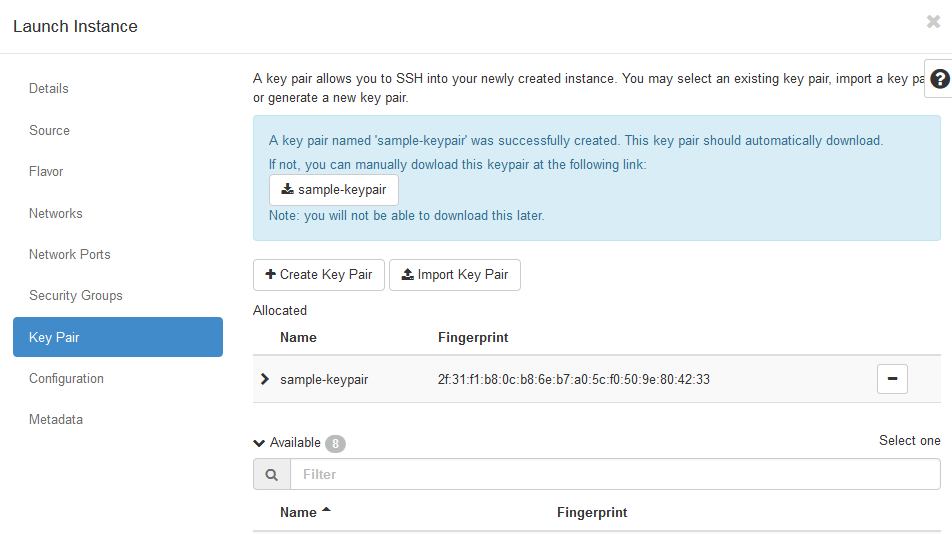 Launch Instance
Details
Source
Flavor
Networks
Network Ports
Security Groups
Key Pair
Configuration
Metadata
A key pair allows you to SSH into your newly created instance. You may select an existing key pair, import a key pa
or generate a new key pair.
A key pair named 'sample-keypair' was successfully created. This key pair should automatically download.
If not, you can manually dowload this keypair at the following link:
sample-keypair
Note: you will not be able to download this later.
Create Key Pair Import Key Pair
Allocated
Name Fingerprint
sample-keypair 2f:31:f1:b8:0c:b8:6e:b7:a0:5c:f0:50:9e:80:42:33
Available 8 Select one
Filter
Name Fingerprint